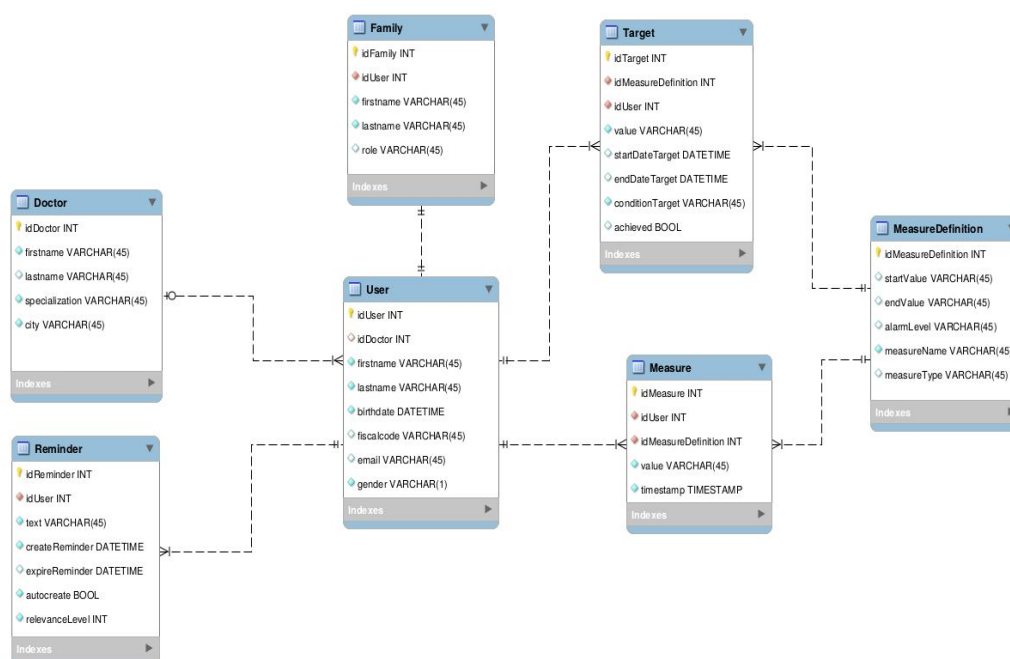 Family
idFamily INT
idUser INT
firstname VARCHAR(45)
lastname VARCHAR(45)
role VARCHAR(45)
Indexes
Target
idTarget INT
idMeasureDefinition INT
idUser INT
value VARCHAR(45)
startDateTarget DATETIME
endDateTarget DATETIME
conditionTarget VARCHAR(45)
achieved BOOL
Indexes
Doctor
idDoctor INT
firstname VARCHAR(45)
lastname VARCHAR(45)
specialization VARCHAR(45)
city VARCHAR(45)
Indexes
MeasureDefinition
idMeasureDefinition INT
startValue VARCHAR(45)
endValue VARCHAR(45)
alarmLevel VARCHAR(45)
measureName VARCHAR(45)
measureType VARCHAR(45)
Indexes
User
idUser INT
idDoctor INT
firstname VARCHAR(45)
lastname VARCHAR(45)
birthdate DATETIME
fiscalcode VARCHAR(45)
email VARCHAR(45)
gender VARCHAR(1)
Indexes
Measure
idMeasure INT
idUser INT
idMeasureDefinition INT
value VARCHAR(45)
timestamp TIMESTAMP
Indexes
Reminder
idReminder INT
idUser INT
text VARCHAR(45)
createReminder DATETIME
expireReminder DATETIME
autocreate BOOL
relevanceLevel INT
Indexes